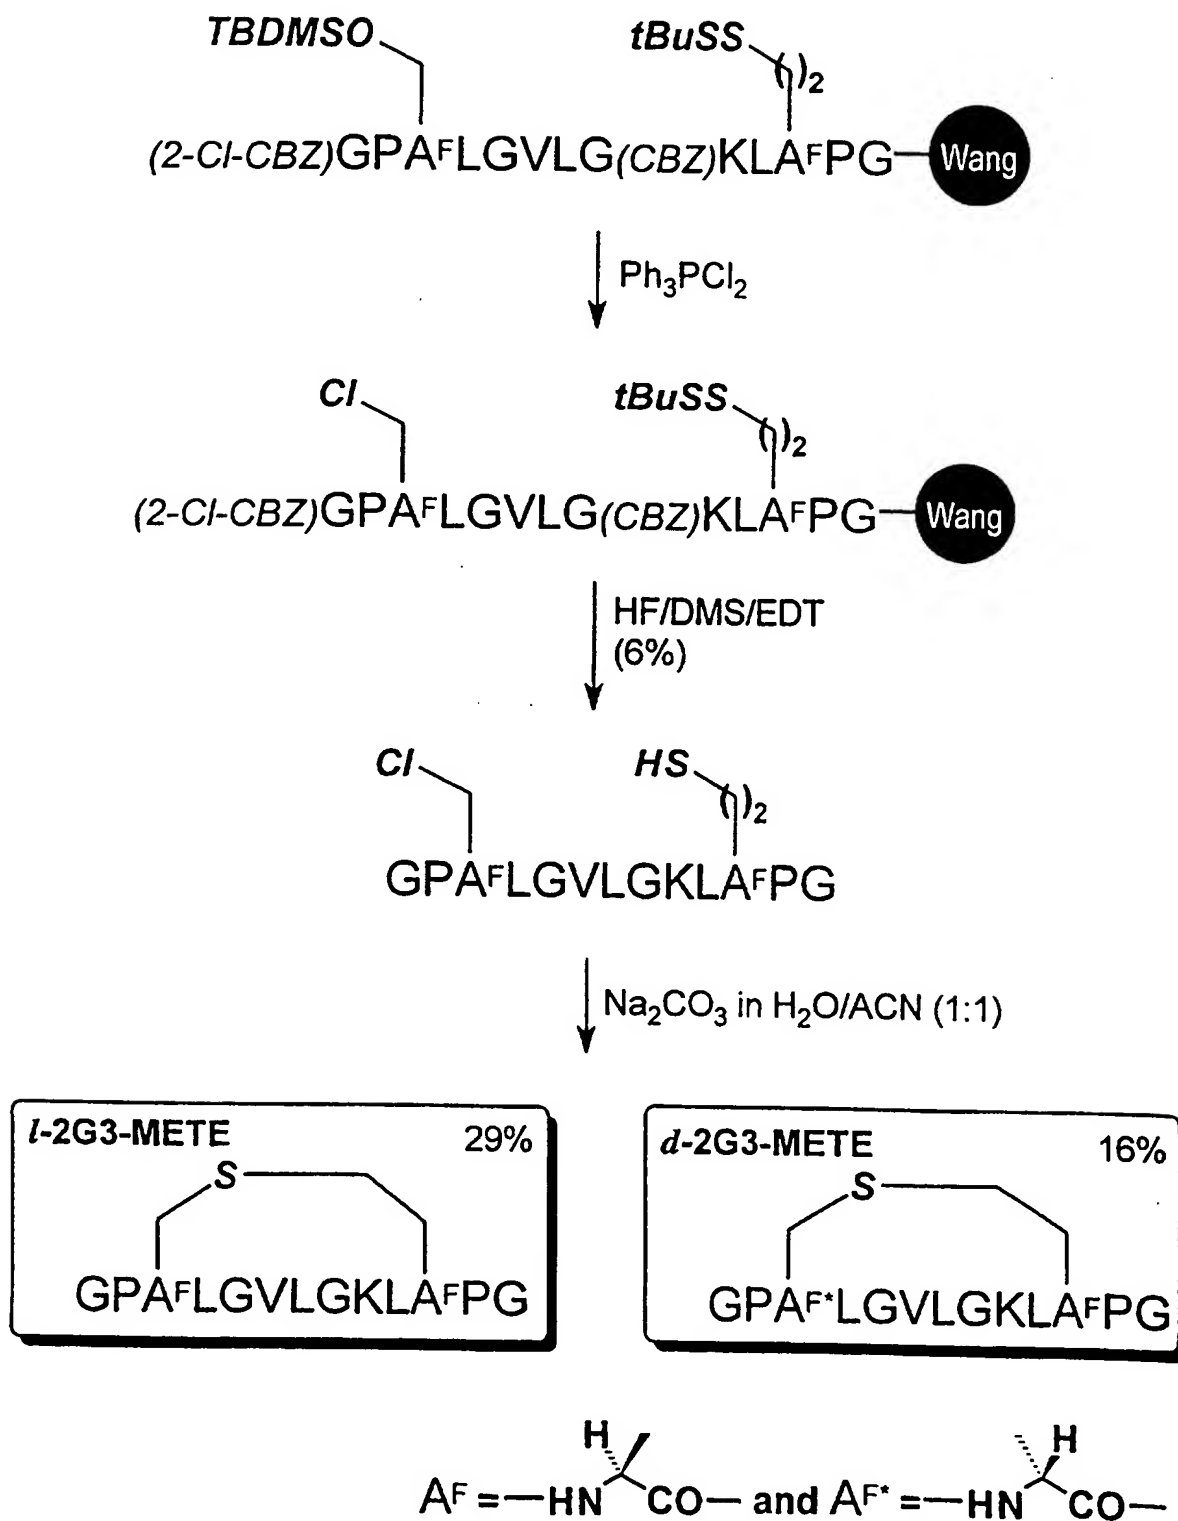 TBDMSO tBuSS
( )2
(2-Cl-CBZ)GPAFLGVLG(CBZ)KLAFPG Wang
Ph3PCl2
Cl tBuSS
( )2
(2-Cl-CBZ)GPAFLGVLG(CBZ)KLAFPG Wang
HF/DMS/EDT
(6%)
Cl HS
( )2
GPAFLGVLGKLAFPG
Na2CO3 in H2O/ACN (1:1)
l-2G3-METE 29%
S
GPAFLGVLGKLAFPG
d-2G3-METE 16%
S
GPAF*LGVLGKLAFPG
H H
AF = —HN CO— and AF* = —HN CO—